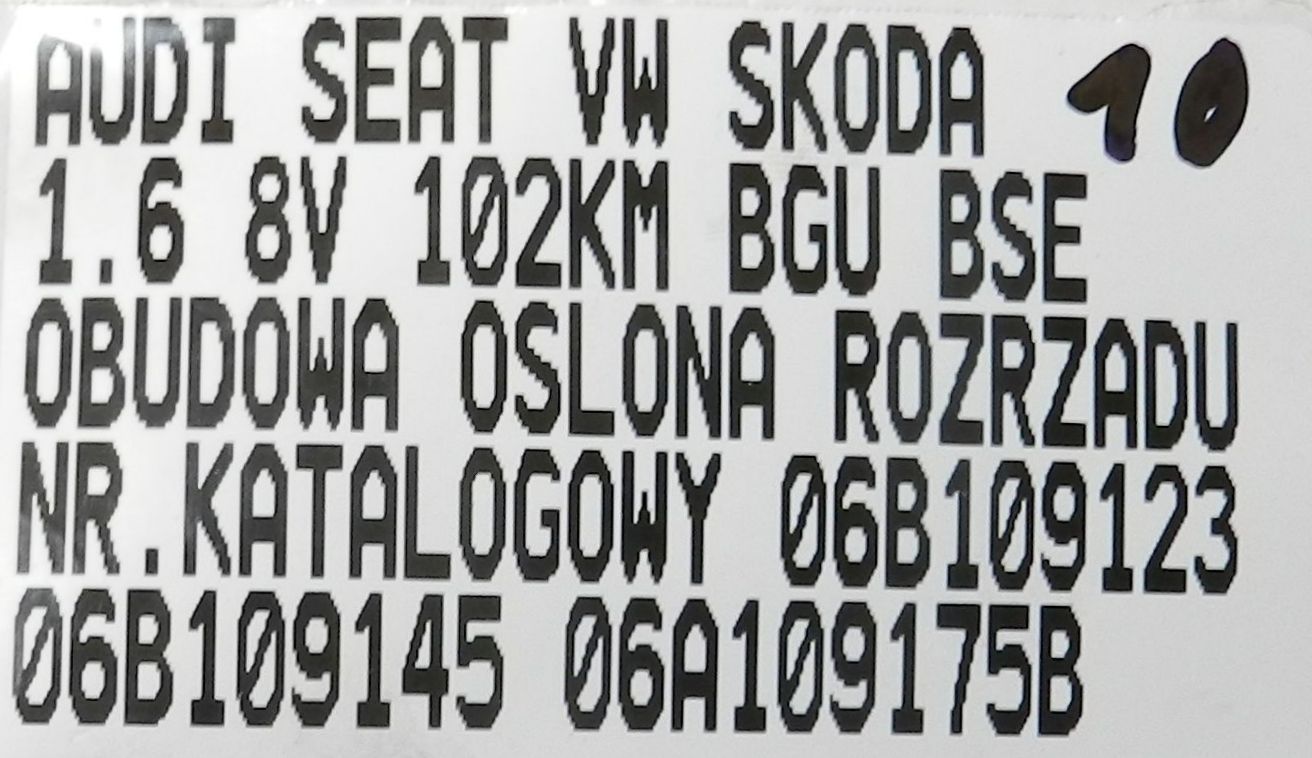 AUDI SEAT VW SKODA 10
1.6 8V 102KM BGU BSE
OBUDOWA OSLONA ROZRZADU
NR.KATALOGOWY 06B109123
06B109145 06A109175B